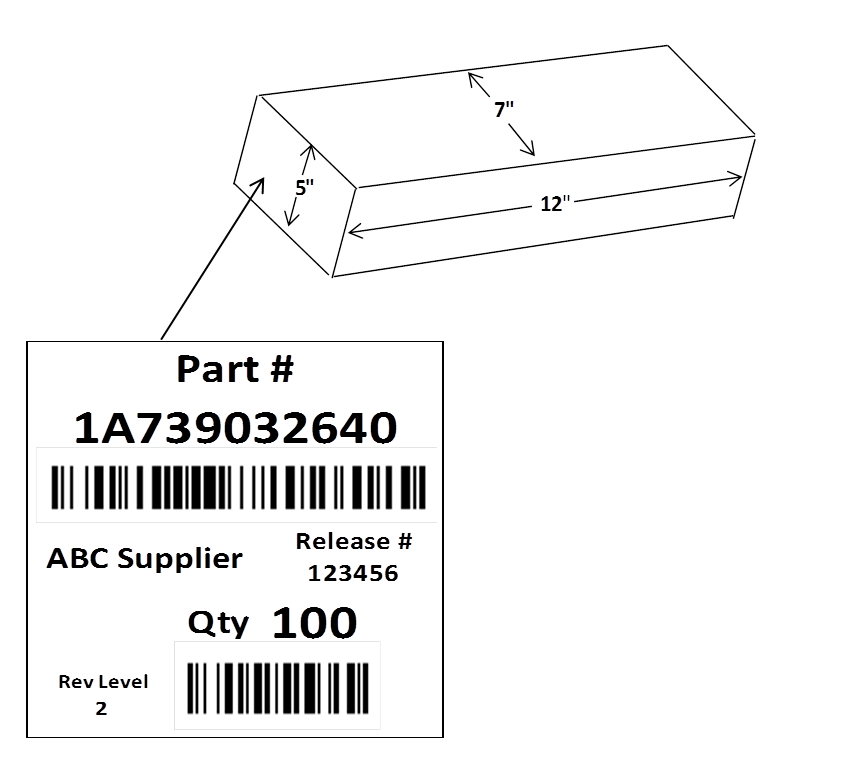 7"
5"
12"
Part #
1A739032640
ABC Supplier
Release #
123456
Qty 100
Rev Level
2